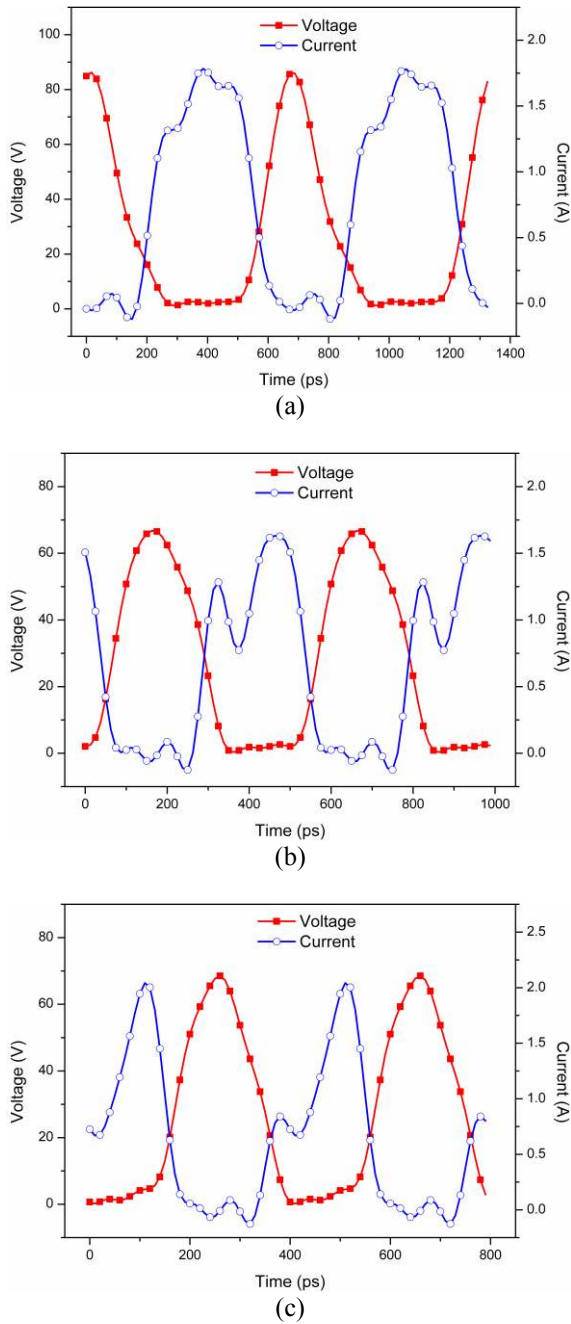 Voltage
Current
100
80
60
40
20
0
Voltage (V)
2.0
1.5
1.0
0.5
0.0
Current (A)
0 200 400 600 800 1000 1200 1400
Time (ps)
(a)
Voltage
Current
80
60
40
20
0
Voltage (V)
2.0
1.5
1.0
0.5
0.0
Current (A)
0 200 400 600 800 1000
Time (ps)
(b)
Voltage
Current
80
60
40
20
0
Voltage (V)
2.5
2.0
1.5
1.0
0.5
0.0
Current (A)
0 200 400 600 800
Time (ps)
(c)